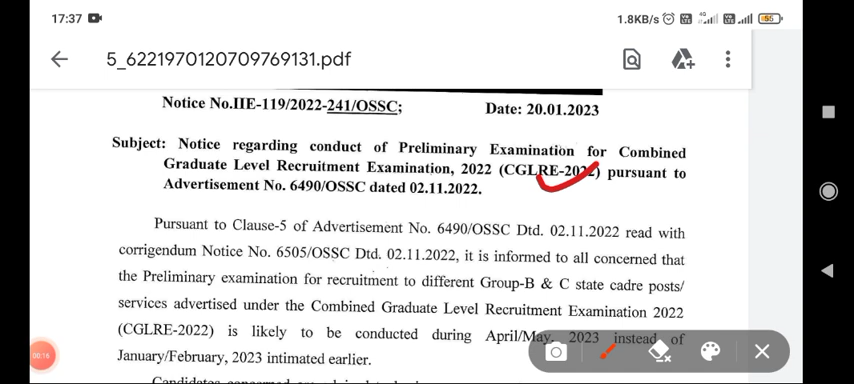 17:37
1.8KB/s 4G 55
5_6221970120709769131.pdf
Notice No.IIE-119/2022-241/OSSC; Date: 20.01.2023
Subject: Notice regarding conduct of Preliminary Examination for Combined
Graduate Level Recruitment Examination, 2022 (CGLRE-2022) pursuant to
Advertisement No. 6490/OSSC dated 02.11.2022.
Pursuant to Clause-5 of Advertisement No. 6490/OSSC Dtd. 02.11.2022 read with
corrigendum Notice No. 6505/OSSC Dtd. 02.11.2022, it is informed to all concerned that
the Preliminary examination for recruitment to different Group-B & C state cadre posts/
services advertised under the Combined Graduate Level Recruitment Examination 2022
(CGLRE-2022) is likely to be conducted during April/May, 2023 instead of
January/February, 2023 intimated earlier.
00:16